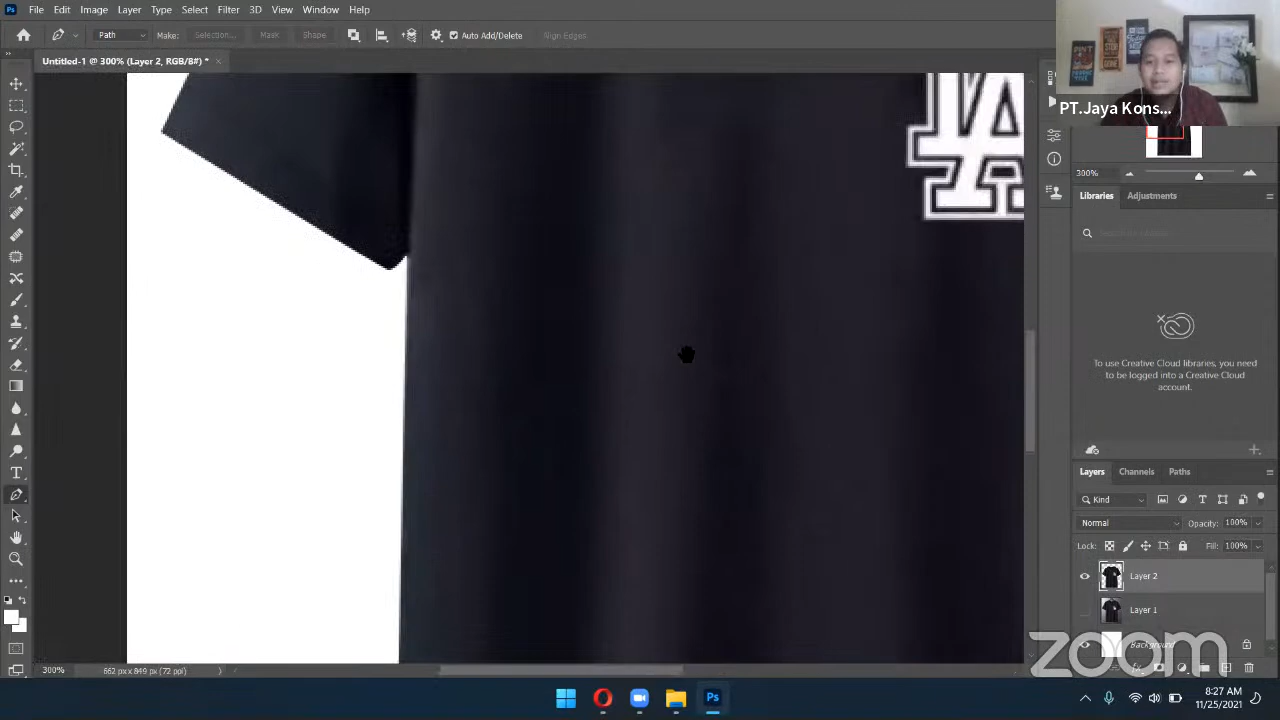 File Edit Image Layer Type Select Filter 3D View Window Help
Path Make: Selection... Mask Shape Auto Add/Delete Align Edges
Untitled-1 @ 300% (Layer 2, RGB/8#) *
PT.Jaya Kons...
LA
300%
Libraries Adjustments
To use Creative Cloud libraries, you need
to be logged into a Creative Cloud
account.
Layers Channels Paths
Kind
Normal Opacity: 100%
Lock: Fill: 100%
Layer 2
Layer 1
Background
zoom
300% 662 px x 849 px (72 ppi)
8:27 AM
11/25/2021